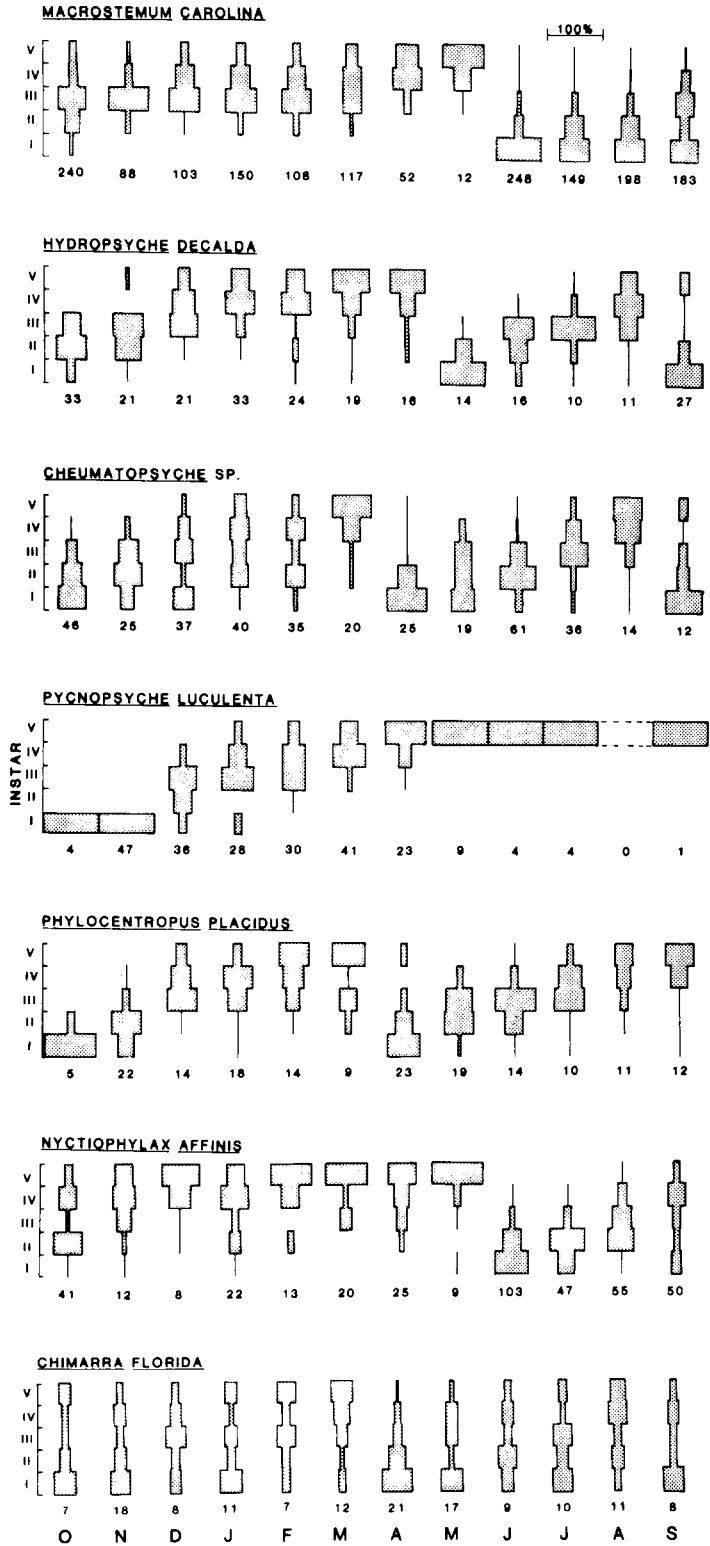 MACROSTEMUM CAROLINA
100%
V
IV
III
II
I
240 88 103 150 108 117 52 12 248 149 198 183
HYDROPSYCHE DECALDA
V
IV
III
II
I
33 21 21 33 24 19 16 14 16 10 11 27
CHEUMATOPSYCHE SP.
V
IV
III
II
I
46 25 37 40 35 20 25 19 61 36 14 12
PYCNOPSYCHE LUCULENTA
INSTAR
V
IV
III
II
I
4 47 36 28 30 41 23 9 4 4 0 1
PHYLOCENTROPUS PLACIDUS
V
IV
III
II
I
5 22 14 18 14 9 23 19 14 10 11 12
NYCTIOPHYLAX AFFINIS
V
IV
III
II
I
41 12 8 22 13 20 25 9 103 47 55 50
CHIMARRA FLORIDA
V
IV
III
II
I
7 18 8 11 7 12 21 17 9 10 11 8
O N D J F M A M J J A S